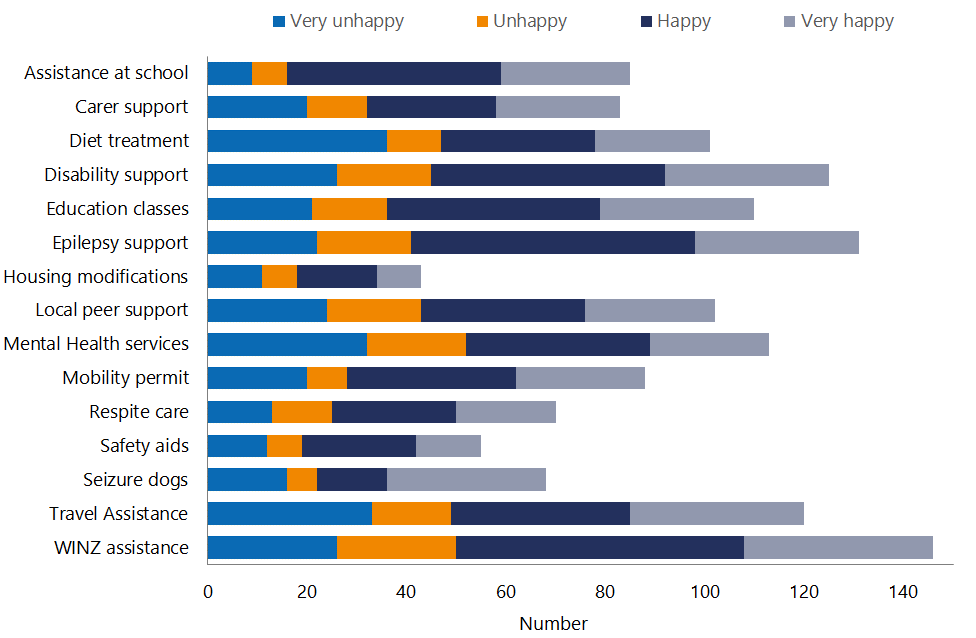 Very unhappy Unhappy Happy Very happy
Assistance at school
Carer support
Diet treatment
Disability support
Education classes
Epilepsy support
Housing modifications
Local peer support
Mental Health services
Mobility permit
Respite care
Safety aids
Seizure dogs
Travel Assistance
WINZ assistance
0 20 40 60 80 100 120 140
Number